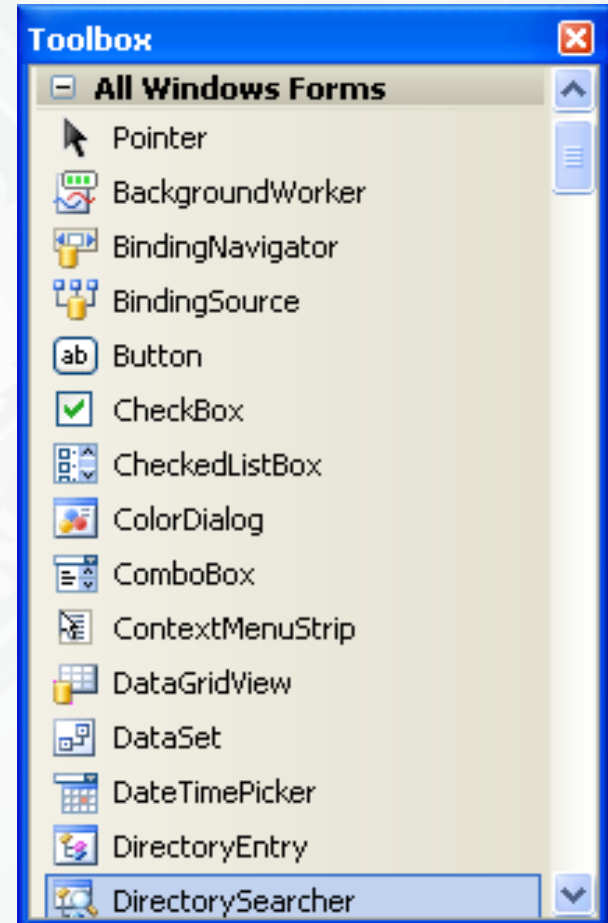 Toolbox
All Windows Forms
Pointer
BackgroundWorker
BindingNavigator
BindingSource
ab Button
CheckBox
CheckedListBox
ColorDialog
ComboBox
ContextMenuStrip
DataGridView
DataSet
DateTimePicker
DirectoryEntry
DirectorySearcher